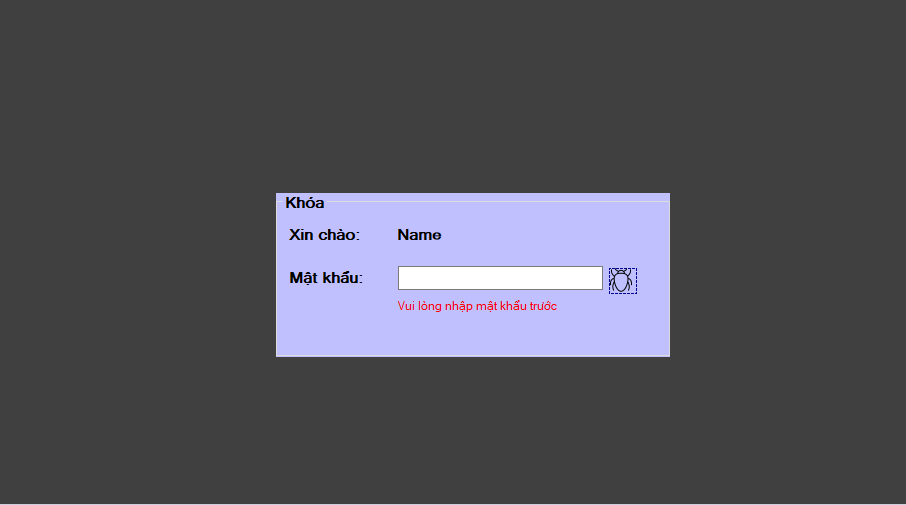 Khóa
Xin chào: Name
Mật khẩu:
Vui lòng nhập mật khẩu trước